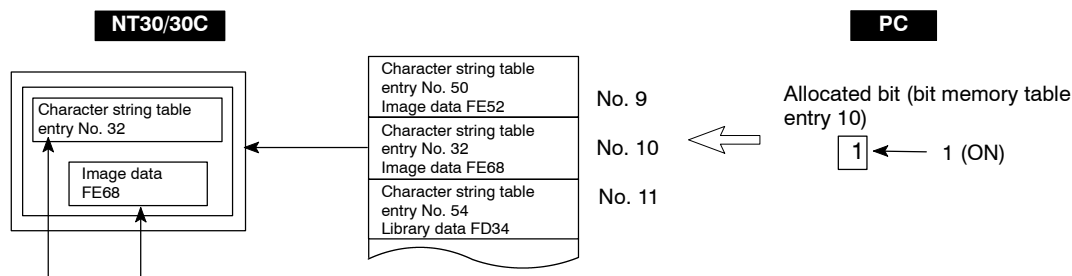 NT30/30C
PC
Character string table
entry No. 32
Image data
FE68
Character string table
entry No. 50
Image data FE52
Character string table
entry No. 32
Image data FE68
Character string table
entry No. 54
Library data FD34
No. 9
No. 10
No. 11
Allocated bit (bit memory table
entry 10)
1
1 (ON)